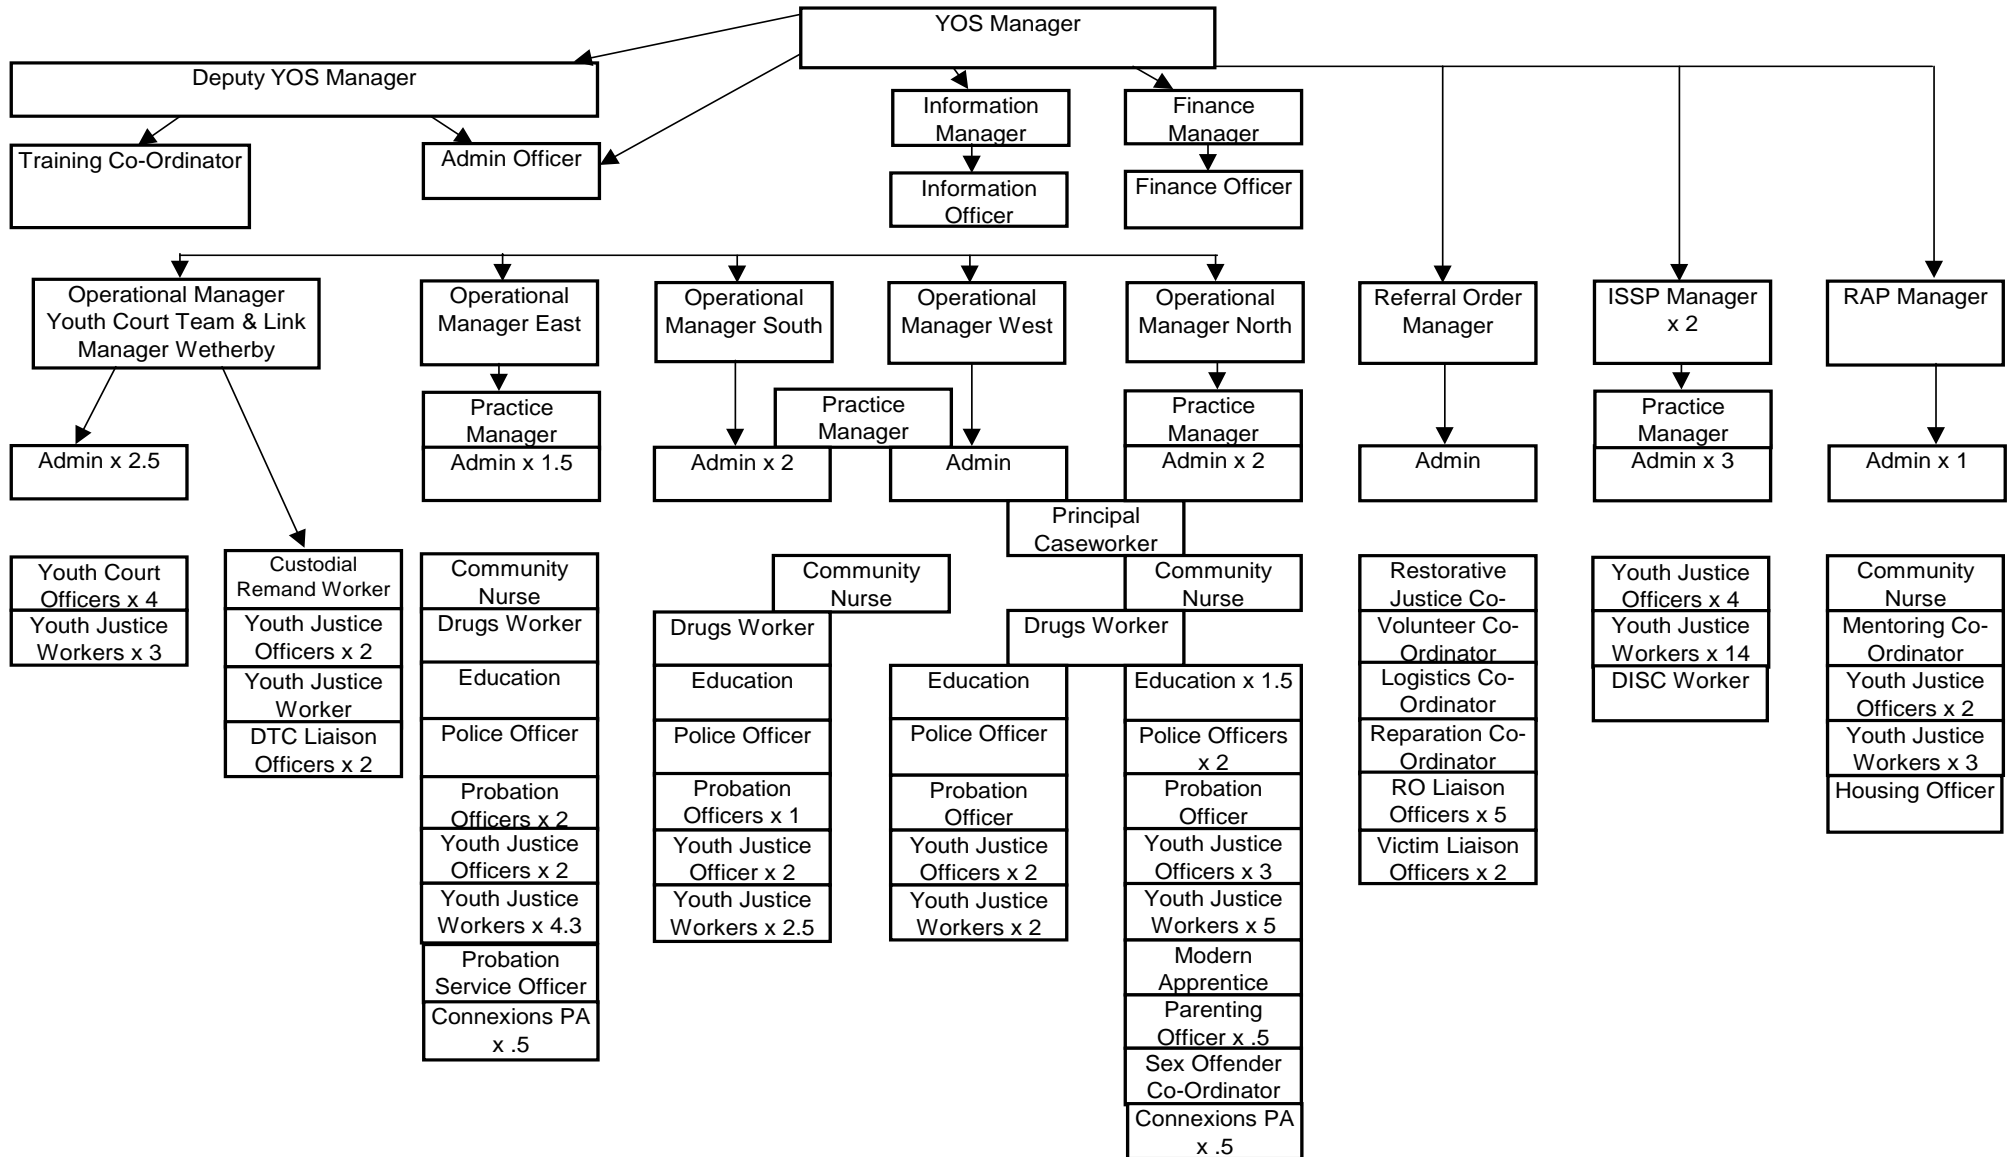 YOS Manager
Deputy YOS Manager
Information
Manager
Finance
Manager
Training Co-Ordinator
Admin Officer
Information
Officer
Finance Officer
Operational Manager
Youth Court Team & Link
Manager Wetherby
Operational
Manager East
Operational
Manager South
Operational
Manager West
Operational
Manager North
Referral Order
Manager
ISSP Manager
x 2
RAP Manager
Practice
Manager
Practice
Manager
Practice
Manager
Practice
Manager
Admin x 2.5
Admin x 1.5
Admin x 2
Admin
Admin x 2
Admin
Admin x 3
Admin x 1
Principal
Caseworker
Youth Court
Officers x 4
Youth Justice
Workers x 3
Custodial
Remand Worker
Youth Justice
Officers x 2
Youth Justice
Worker
DTC Liaison
Officers x 2
Community
Nurse
Drugs Worker
Education
Police Officer
Probation
Officers x 2
Youth Justice
Officers x 2
Youth Justice
Workers x 4.3
Probation
Service Officer
Connexions PA
x .5
Community
Nurse
Drugs Worker
Education
Police Officer
Probation
Officers x 1
Youth Justice
Officer x 2
Youth Justice
Workers x 2.5
Community
Nurse
Drugs Worker
Education
Police Officer
Probation
Officer
Youth Justice
Officers x 2
Youth Justice
Workers x 2
Education x 1.5
Police Officers
x 2
Probation
Officer
Youth Justice
Officers x 3
Youth Justice
Workers x 5
Modern
Apprentice
Parenting
Officer x .5
Sex Offender
Co-Ordinator
Connexions PA
x .5
Restorative
Justice Co-
Volunteer Co-
Ordinator
Logistics Co-
Ordinator
Reparation Co-
Ordinator
RO Liaison
Officers x 5
Victim Liaison
Officers x 2
Youth Justice
Officers x 4
Youth Justice
Workers x 14
DISC Worker
Community
Nurse
Mentoring Co-
Ordinator
Youth Justice
Officers x 2
Youth Justice
Workers x 3
Housing Officer